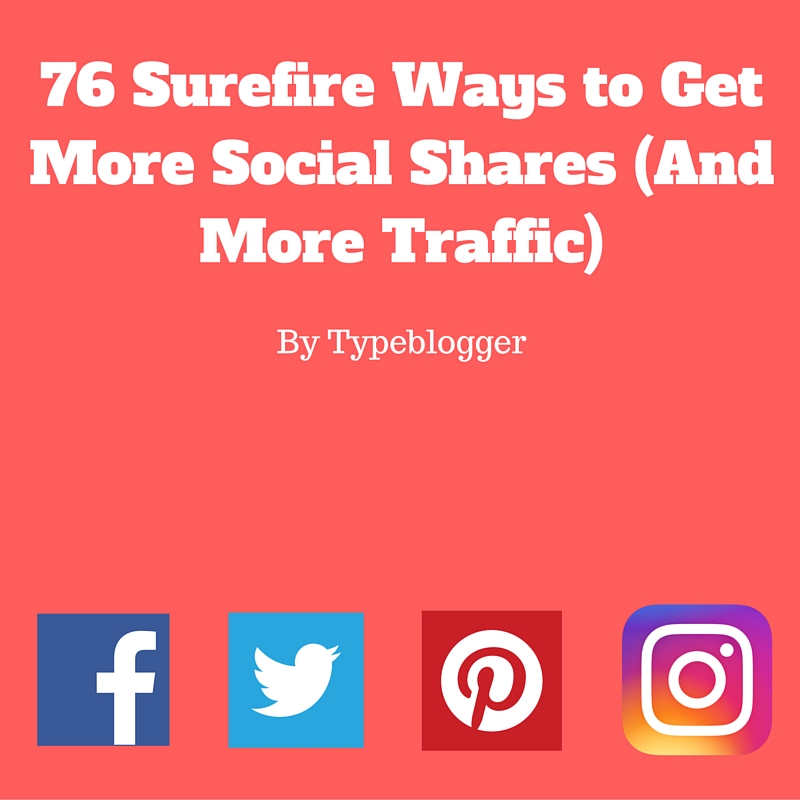 76 Surefire Ways to Get
More Social Shares (And
More Traffic)
By Typeblogger